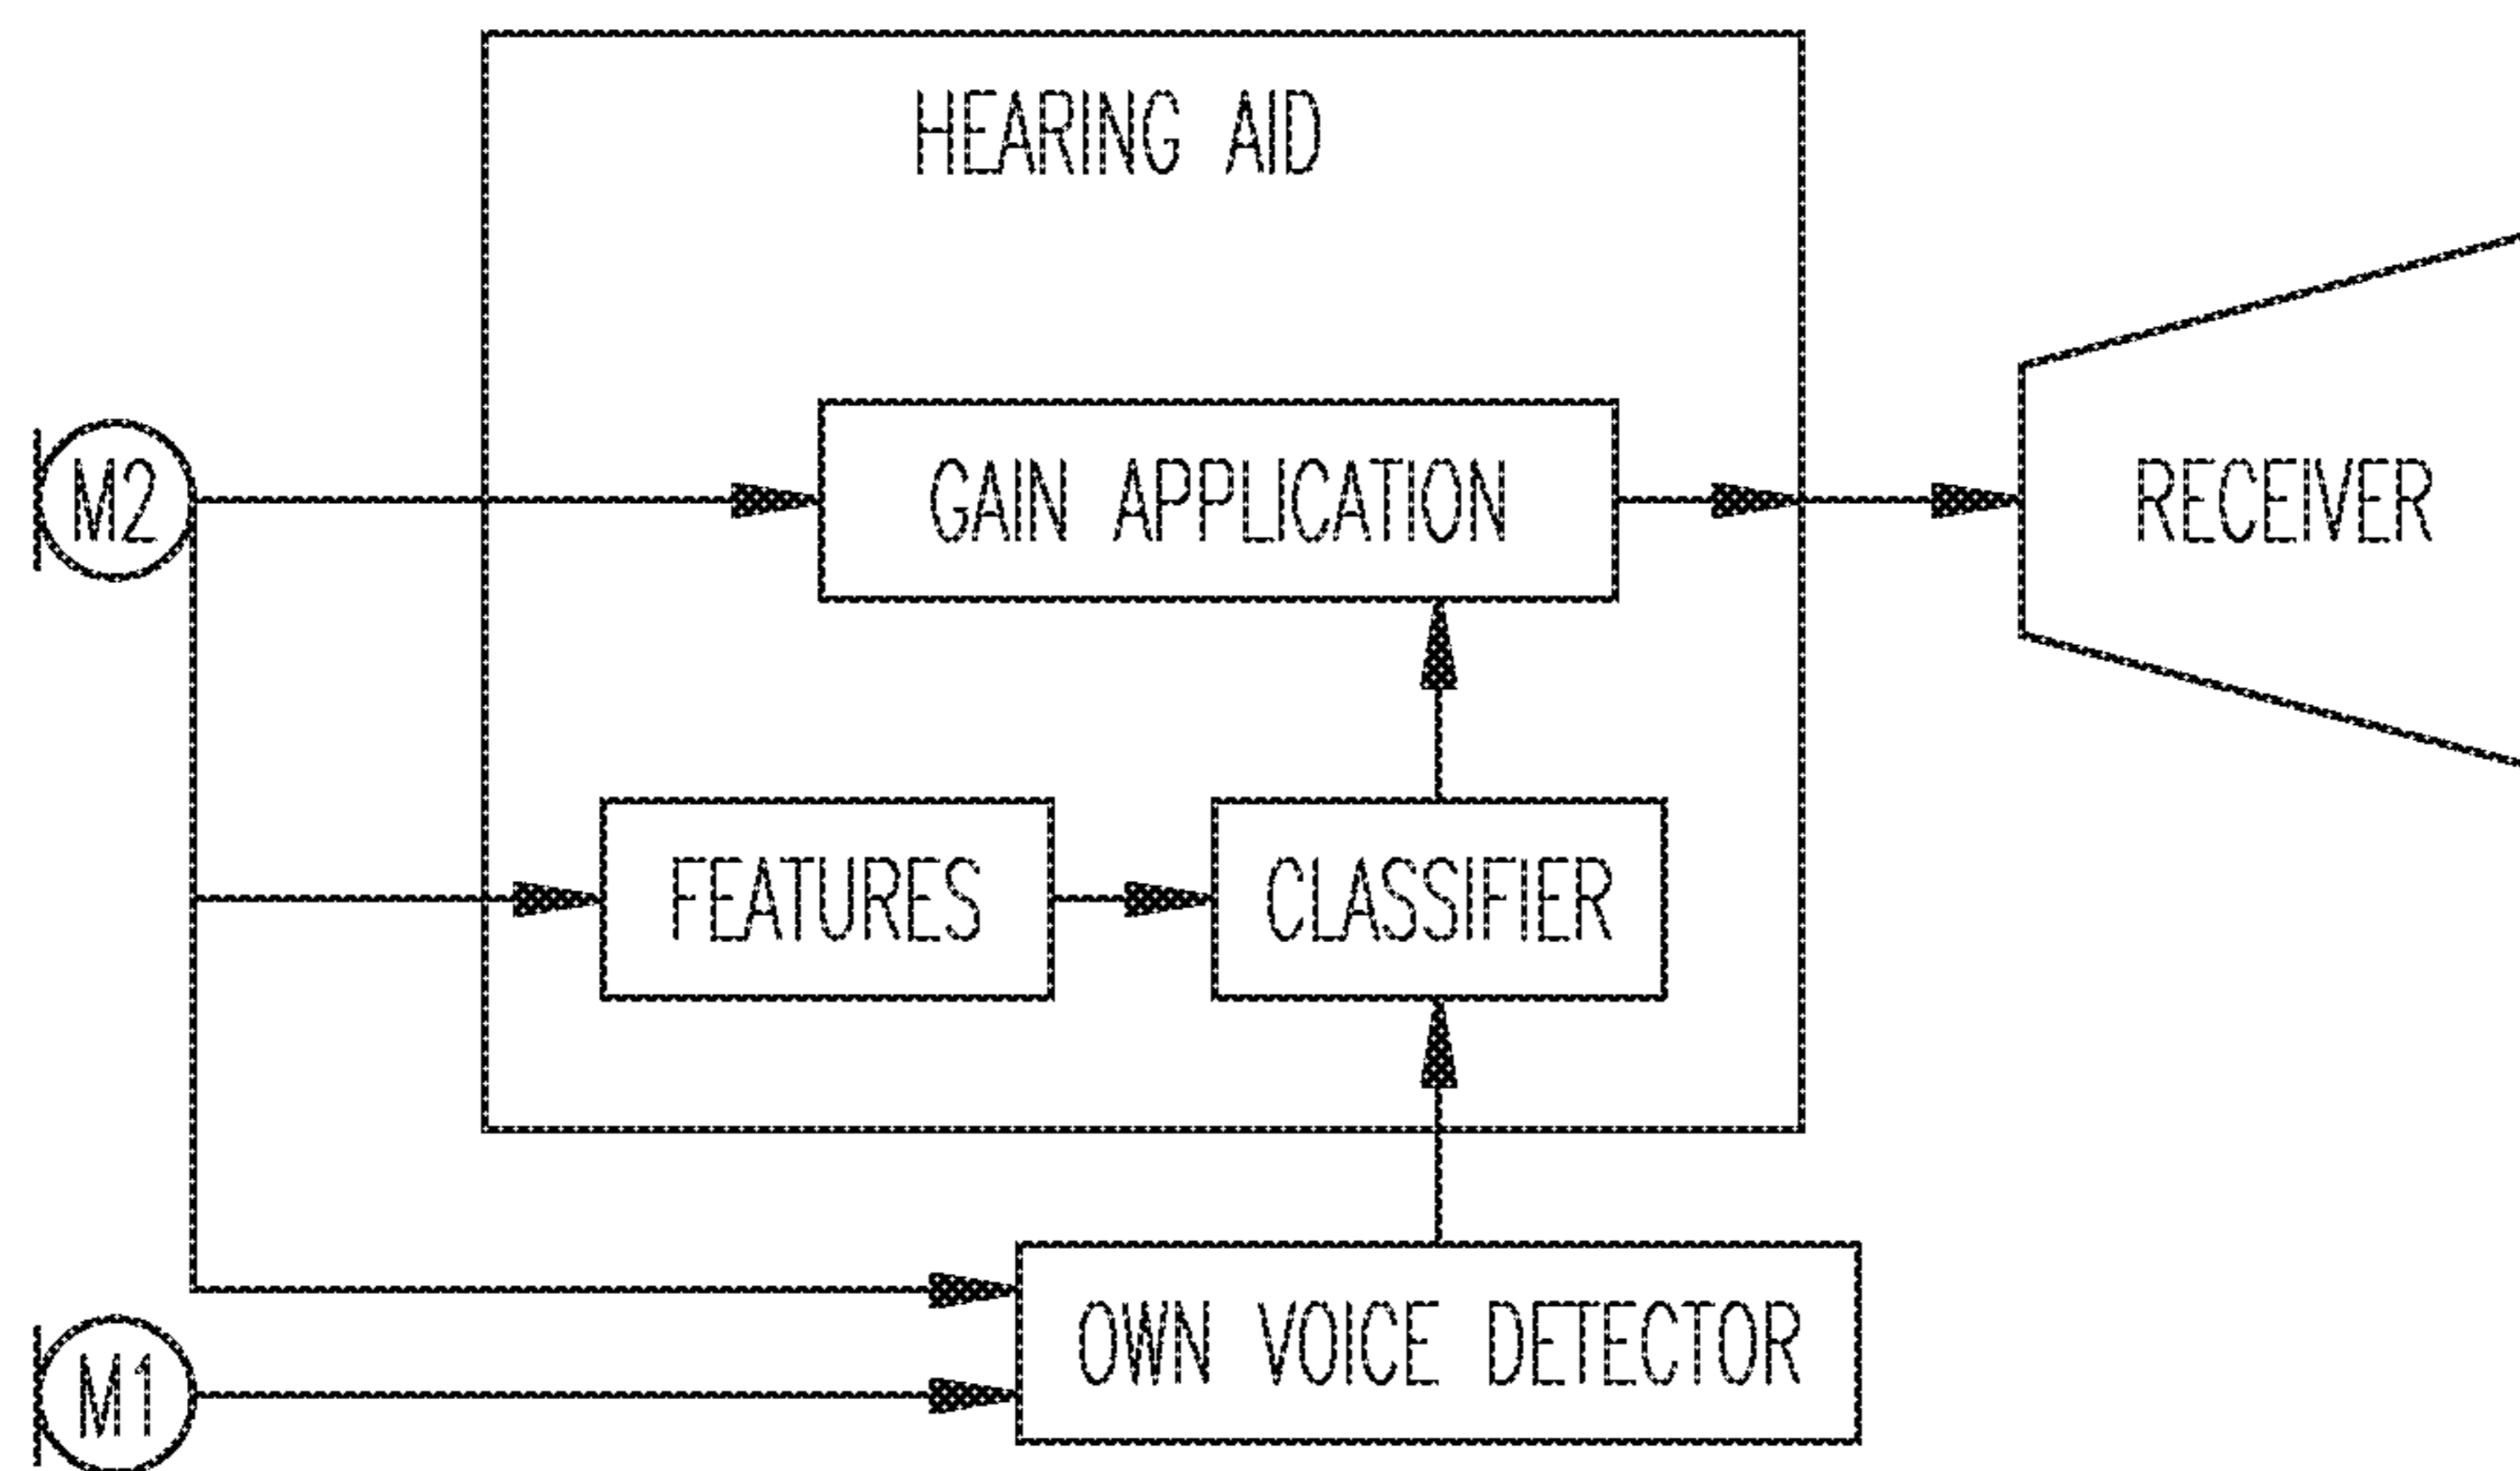 HEARING AID
M2
GAIN APPLICATION
RECEIVER
FEATURES
CLASSIFIER
OWN VOICE DETECTOR
M1